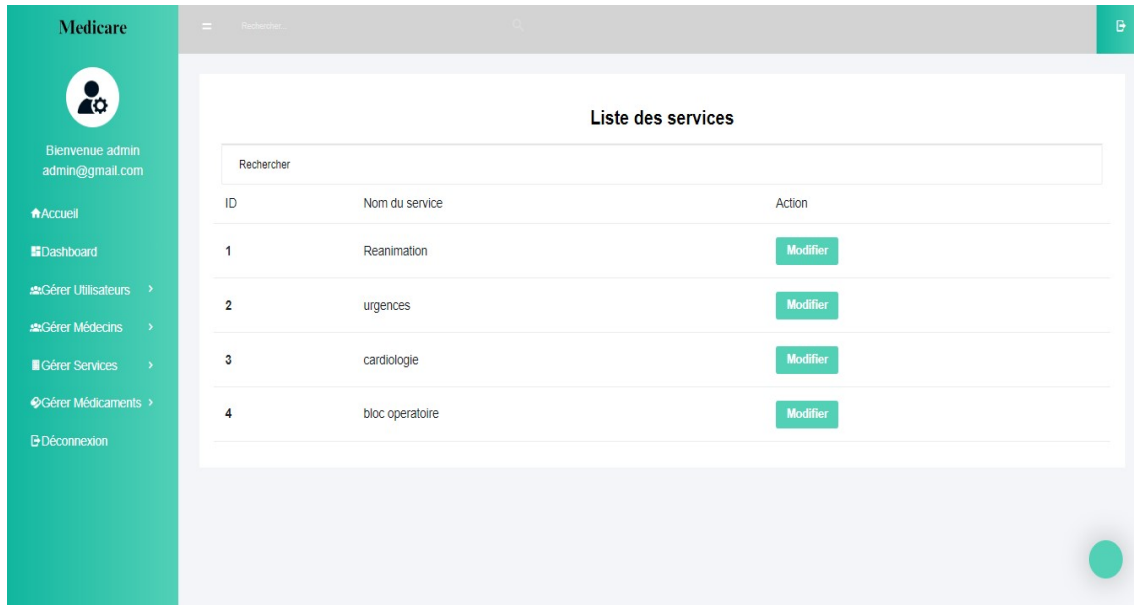 Medicare
Rechercher...
Bienvenue admin
admin@gmail.com
Accueil
Dashboard
Gérer Utilisateurs
Gérer Médecins
Gérer Services
Gérer Médicaments
Déconnexion
Liste des services
Rechercher
ID Nom du service Action
1 Reanimation Modifier
2 urgences Modifier
3 cardiologie Modifier
4 bloc operatoire Modifier